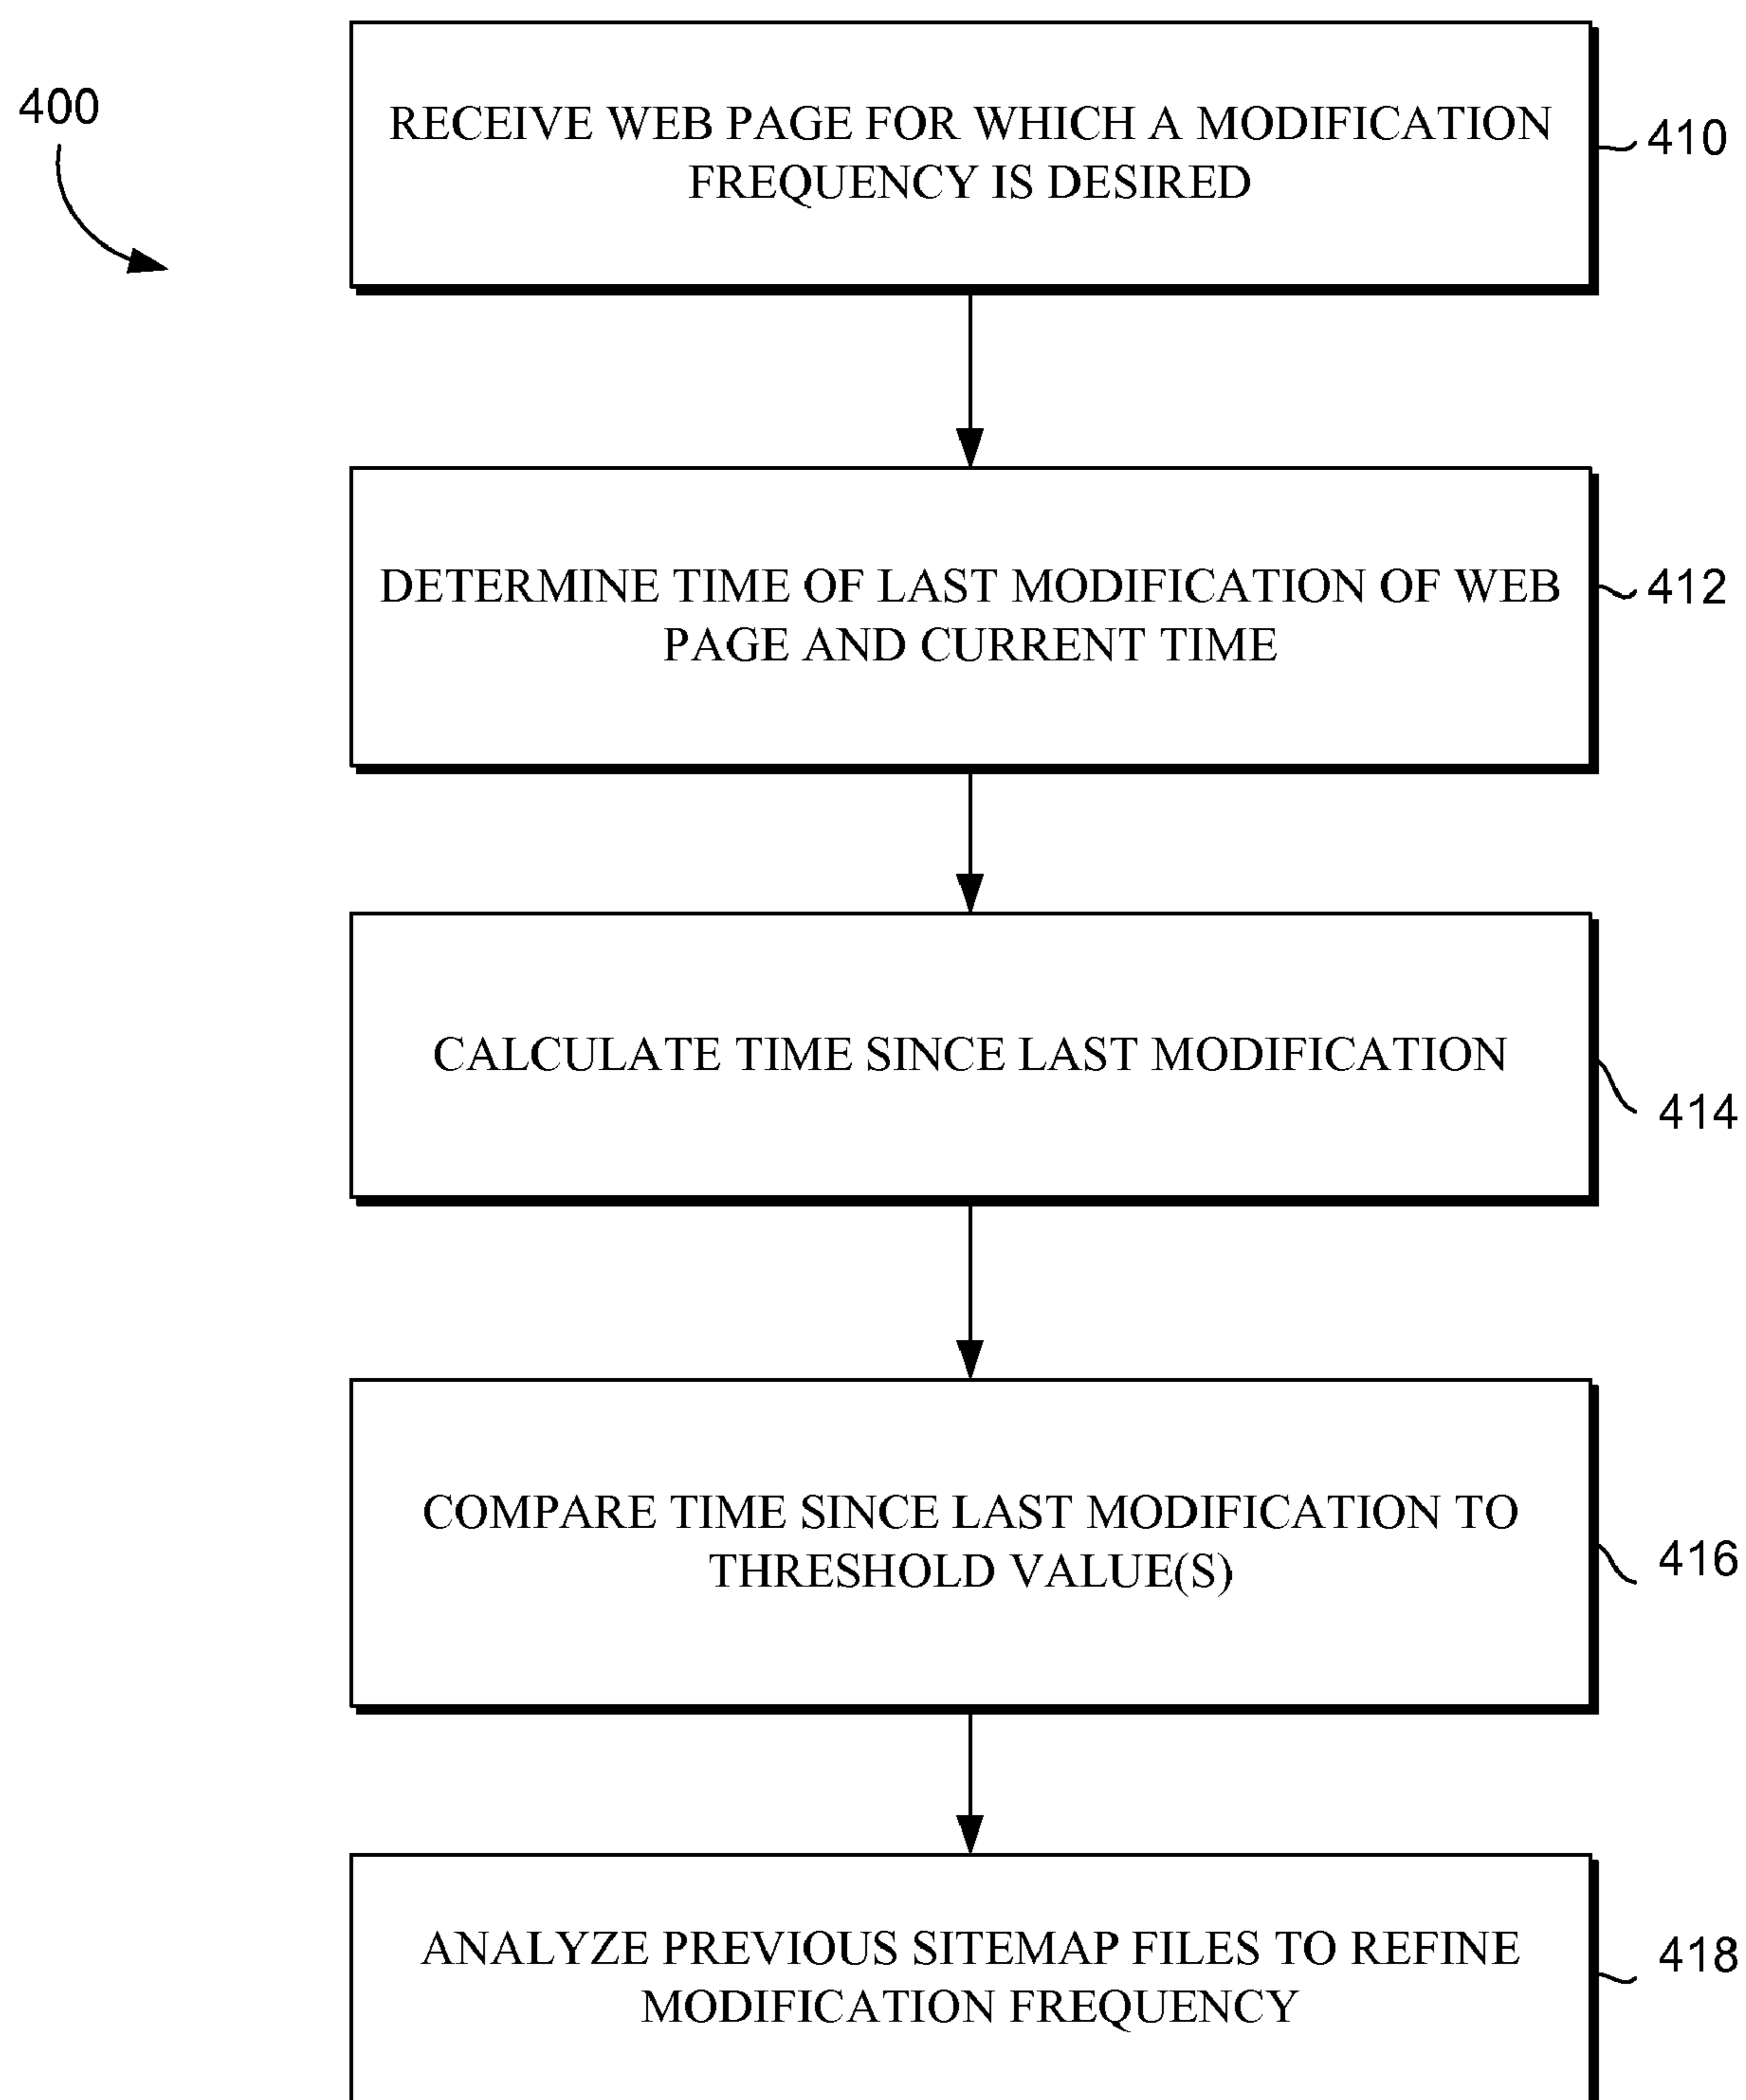 400
RECEIVE WEB PAGE FOR WHICH A MODIFICATION
FREQUENCY IS DESIRED
410
DETERMINE TIME OF LAST MODIFICATION OF WEB
PAGE AND CURRENT TIME
412
CALCULATE TIME SINCE LAST MODIFICATION
414
COMPARE TIME SINCE LAST MODIFICATION TO
THRESHOLD VALUE(S)
416
ANALYZE PREVIOUS SITEMAP FILES TO REFINE
MODIFICATION FREQUENCY
418